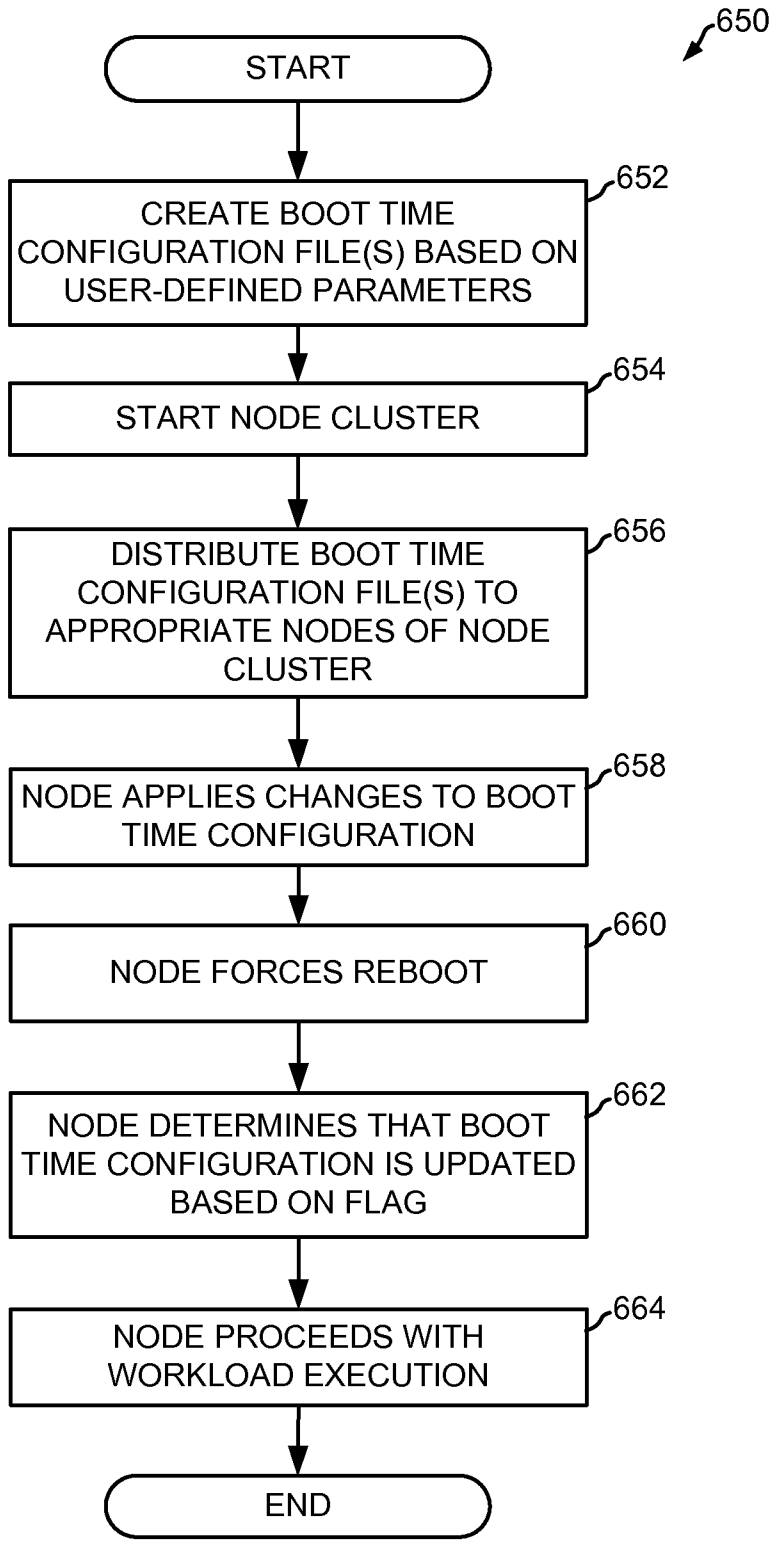 650
START
652
CREATE BOOT TIME
CONFIGURATION FILE(S) BASED ON
USER-DEFINED PARAMETERS
654
START NODE CLUSTER
656
DISTRIBUTE BOOT TIME
CONFIGURATION FILE(S) TO
APPROPRIATE NODES OF NODE
CLUSTER
658
NODE APPLIES CHANGES TO BOOT
TIME CONFIGURATION
660
NODE FORCES REBOOT
662
NODE DETERMINES THAT BOOT
TIME CONFIGURATION IS UPDATED
BASED ON FLAG
664
NODE PROCEEDS WITH
WORKLOAD EXECUTION
END